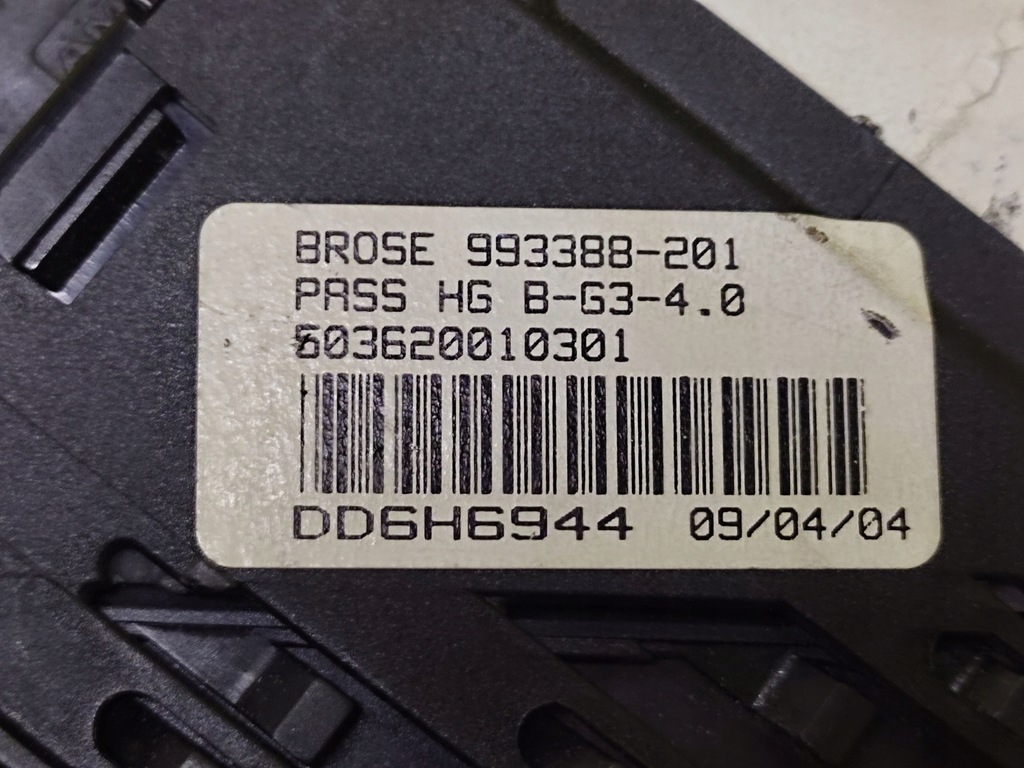 BROSE 993388-201
PASS HG B-G3-4.0
603620010301
DD6H6944 09/04/04